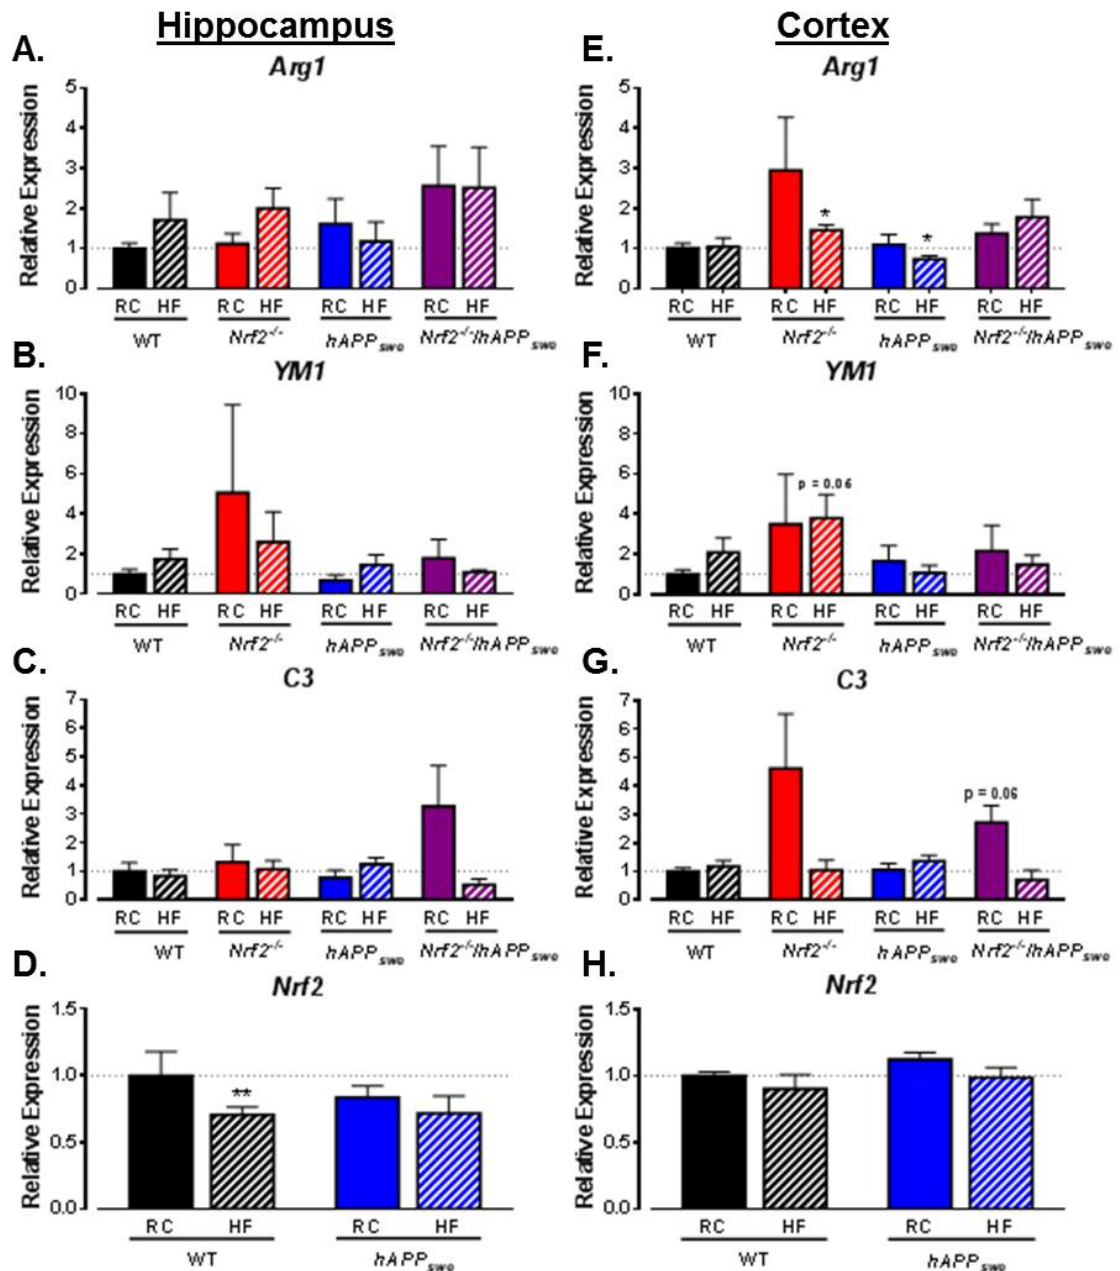 Hippocampus
Cortex
A.
Arg1
Relative Expression
5
4
3
2
1
0
*
RC HF RC HF RC HF RC HF
WT Nrf2-/- hAPPswe Nrf2-/-/hAPPswe
E.
Arg1
Relative Expression
5
4
3
2
1
0
* *
RC HF RC HF RC HF RC HF
WT Nrf2-/- hAPPswe Nrf2-/-/hAPPswe
B.
YM1
Relative Expression
10
8
6
4
2
0
RC HF RC HF RC HF RC HF
WT Nrf2-/- hAPPswe Nrf2-/-/hAPPswe
F.
YM1
Relative Expression
10
8
6
4
2
0
p = 0.06
RC HF RC HF RC HF RC HF
WT Nrf2-/- hAPPswe Nrf2-/-/hAPPswe
C.
C3
Relative Expression
7
6
5
4
3
2
1
0
RC HF RC HF RC HF RC HF
WT Nrf2-/- hAPPswe Nrf2-/-/hAPPswe
G.
C3
Relative Expression
7
6
5
4
3
2
1
0
p = 0.06
RC HF RC HF RC HF RC HF
WT Nrf2-/- hAPPswe Nrf2-/-/hAPPswe
D.
Nrf2
Relative Expression
1.5
1.0
0.5
0.0
**
RC HF RC HF
WT hAPPswe
H.
Nrf2
Relative Expression
1.5
1.0
0.5
0.0
RC HF RC HF
WT hAPPswe